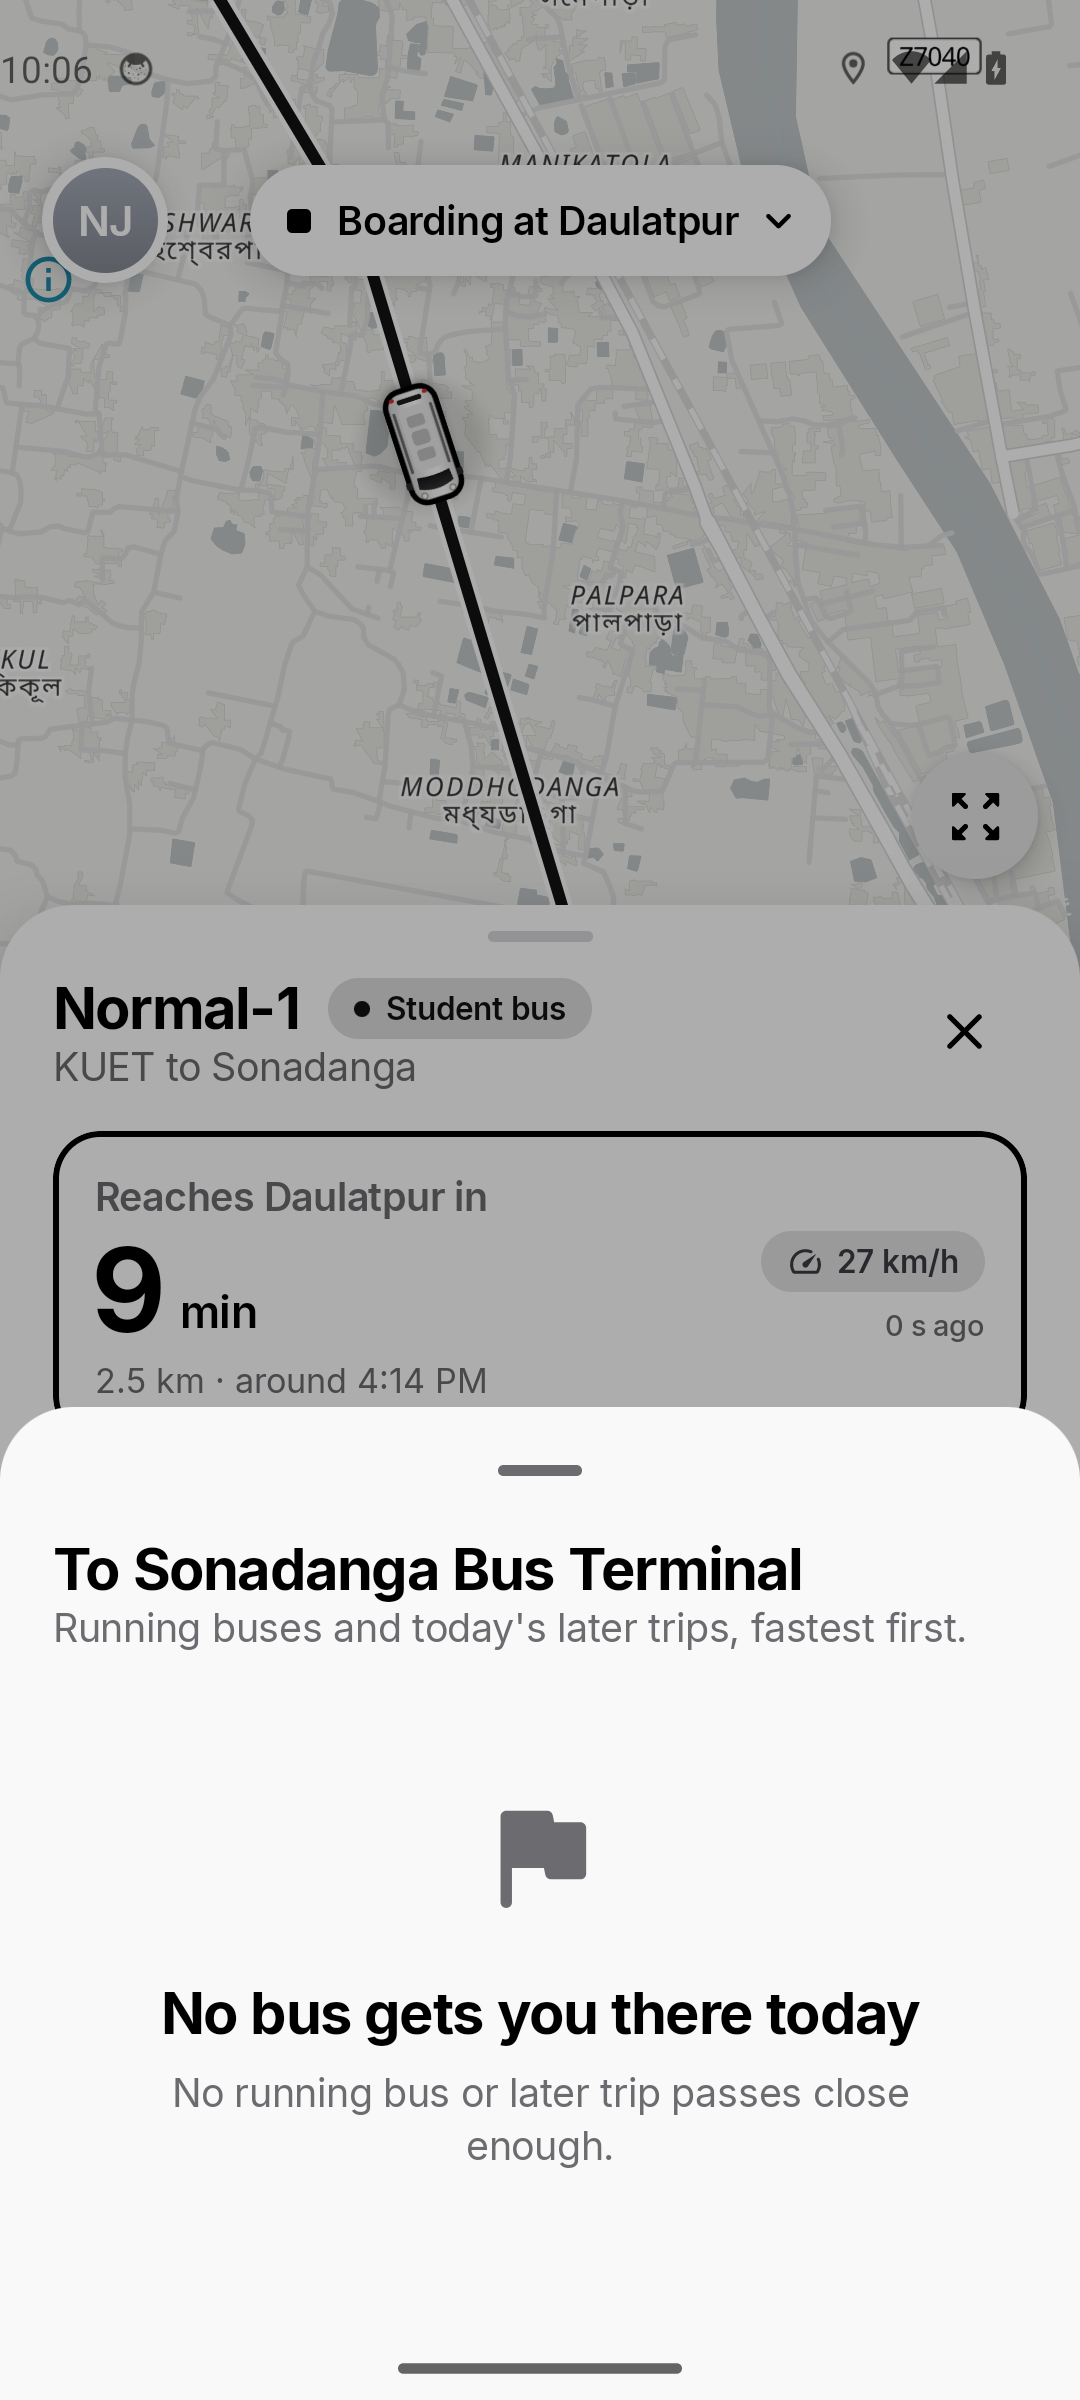 10:06
Z7040
MANIKATOLA
NJ
Boarding at Daulatpur
PALPARA
পালপাড়া
KUL
MODDHO DANGA
Normal-1
Student bus
KUET to Sonadanga
Reaches Daulatpur in
9 min
27 km/h
0 s ago
2.5 km · around 4:14 PM
To Sonadanga Bus Terminal
Running buses and today's later trips, fastest first.
No bus gets you there today
No running bus or later trip passes close
enough.